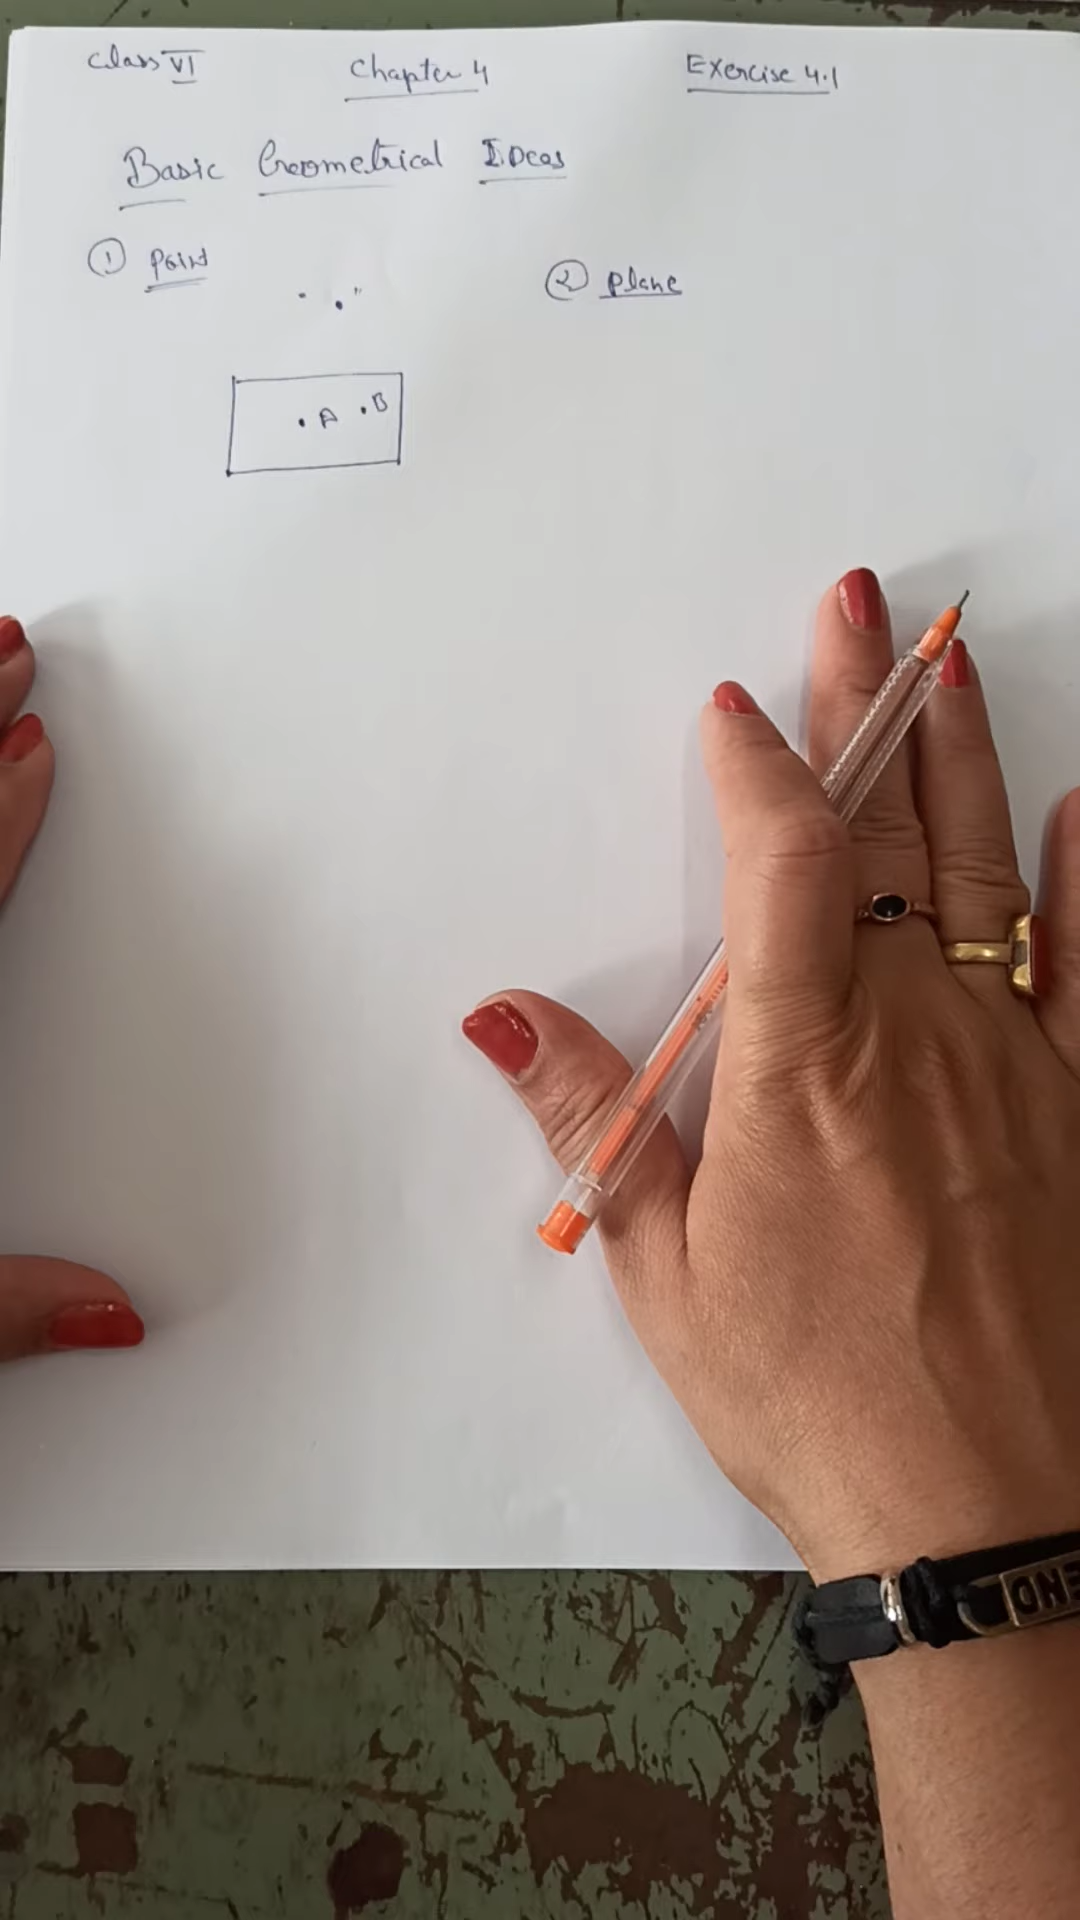 Class VI Chapter 4 Exercise 4.1
Basic Geometrical Ideas
① Point
② plane
. A . B